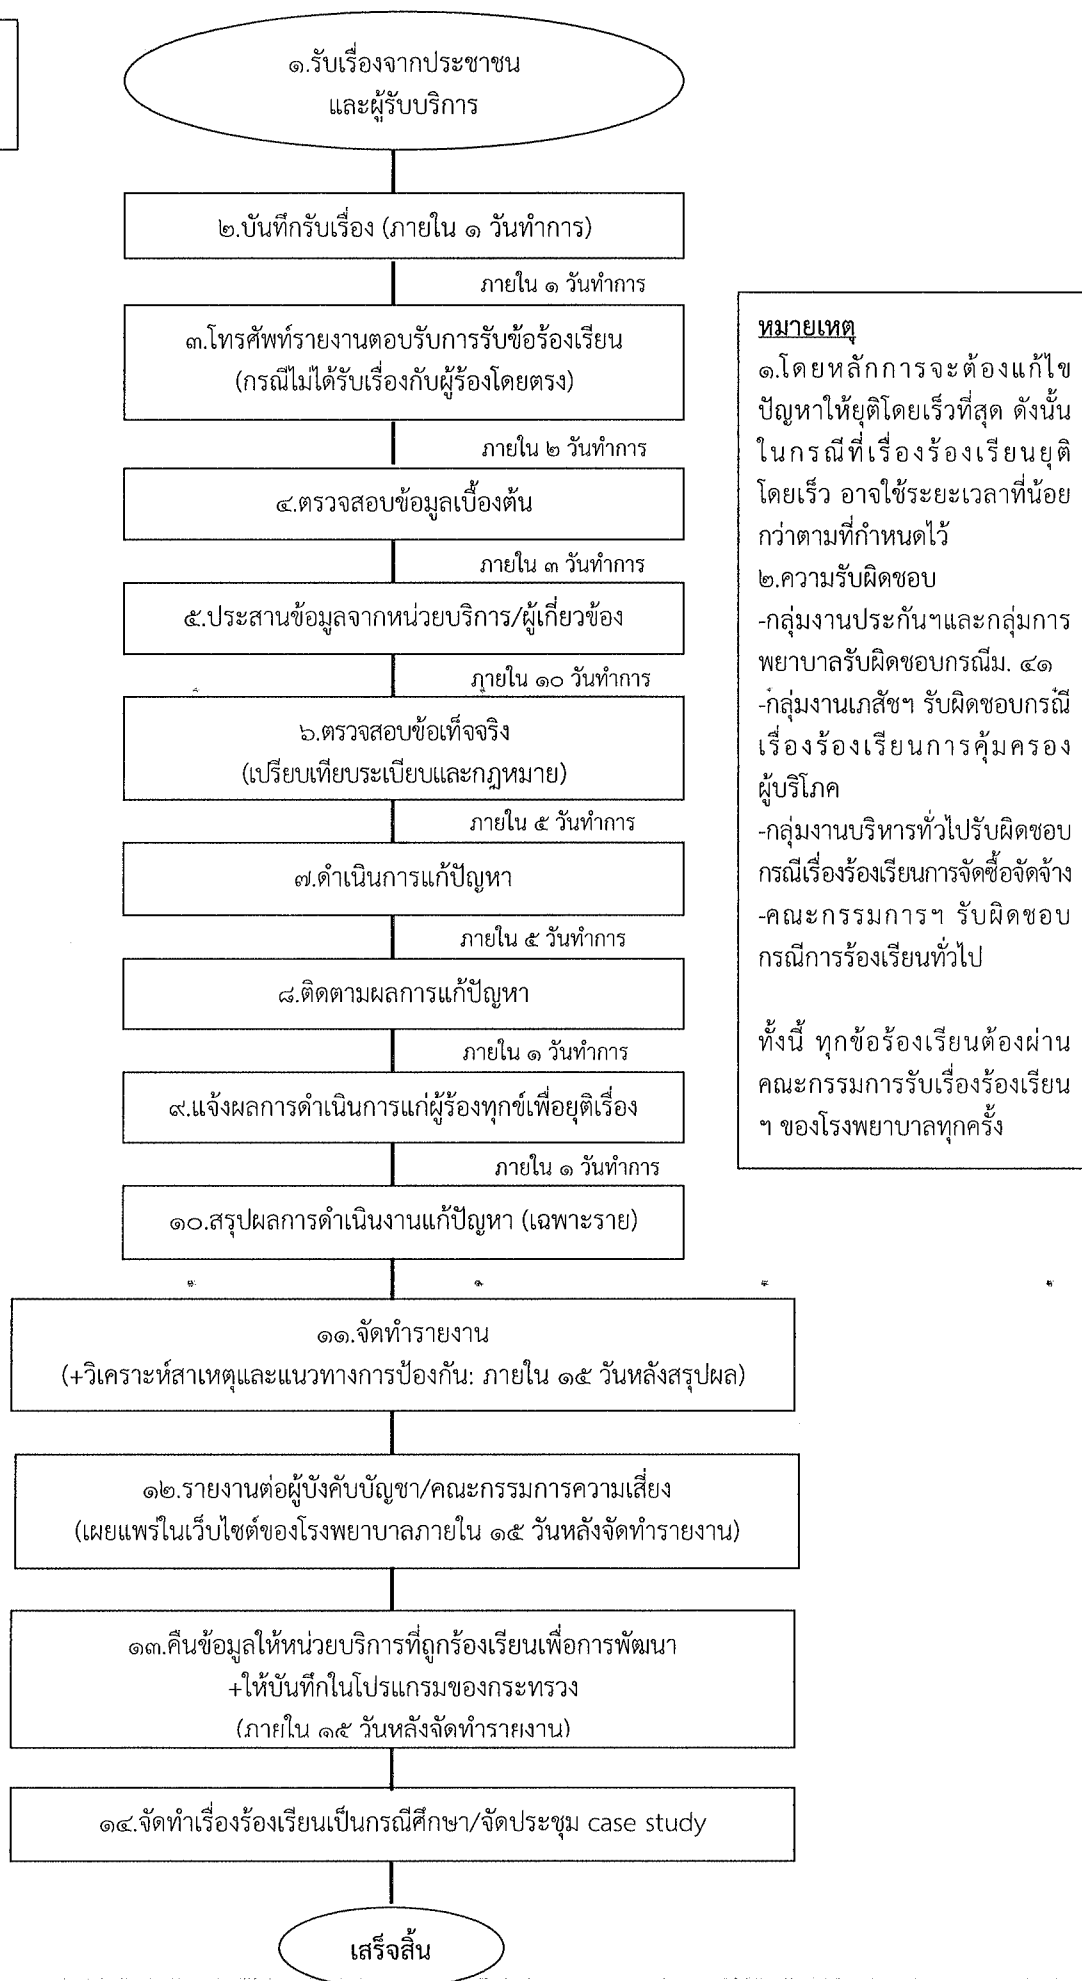 ๑.รับเรื่องจากประชาชน
และผู้รับบริการ
๒.บันทึกรับเรื่อง (ภายใน ๑ วันทำการ)
ภายใน ๑ วันทำการ
๓.โทรศัพท์รายงานตอบรับการรับข้อร้องเรียน
(กรณีไม่ได้รับเรื่องกับผู้ร้องโดยตรง)
ภายใน ๒ วันทำการ
๔.ตรวจสอบข้อมูลเบื้องต้น
ภายใน ๓ วันทำการ
๕.ประสานข้อมูลจากหน่วยบริการ/ผู้เกี่ยวข้อง
ภายใน ๑๐ วันทำการ
๖.ตรวจสอบข้อเท็จจริง
(เปรียบเทียบระเบียบและกฎหมาย)
ภายใน ๕ วันทำการ
๗.ดำเนินการแก้ปัญหา
ภายใน ๕ วันทำการ
๘.ติดตามผลการแก้ปัญหา
ภายใน ๑ วันทำการ
๙.แจ้งผลการดำเนินการแก่ผู้ร้องทุกข์เพื่อยุติเรื่อง
ภายใน ๑ วันทำการ
๑๐.สรุปผลการดำเนินงานแก้ปัญหา (เฉพาะราย)
๑๑.จัดทำรายงาน
(+วิเคราะห์สาเหตุและแนวทางการป้องกัน: ภายใน ๑๕ วันหลังสรุปผล)
๑๒.รายงานต่อผู้บังคับบัญชา/คณะกรรมการความเสี่ยง
(เผยแพร่ในเว็บไซต์ของโรงพยาบาลภายใน ๑๕ วันหลังจัดทำรายงาน)
๑๓.คืนข้อมูลให้หน่วยบริการที่ถูกร้องเรียนเพื่อการพัฒนา
+ให้บันทึกในโปรแกรมของกระทรวง
(ภายใน ๑๕ วันหลังจัดทำรายงาน)
๑๔.จัดทำเรื่องร้องเรียนเป็นกรณีศึกษา/จัดประชุม case study
เสร็จสิ้น
หมายเหตุ
๑.โดยหลักการจะต้องแก้ไข
ปัญหาให้ยุติโดยเร็วที่สุด ดังนั้น
ในกรณีที่เรื่องร้องเรียนยุติ
โดยเร็ว อาจใช้ระยะเวลาที่น้อย
กว่าตามที่กำหนดไว้
๒.ความรับผิดชอบ
-กลุ่มงานประกันฯและกลุ่มการ
พยาบาลรับผิดชอบกรณีม. ๔๑
-กลุ่มงานเภสัชฯ รับผิดชอบกรณี
เรื่องร้องเรียนการคุ้มครอง
ผู้บริโภค
-กลุ่มงานบริหารทั่วไปรับผิดชอบ
กรณีเรื่องร้องเรียนการจัดซื้อจัดจ้าง
-คณะกรรมการฯ รับผิดชอบ
กรณีการร้องเรียนทั่วไป
ทั้งนี้ ทุกข้อร้องเรียนต้องผ่าน
คณะกรรมการรับเรื่องร้องเรียน
ฯ ของโรงพยาบาลทุกครั้ง